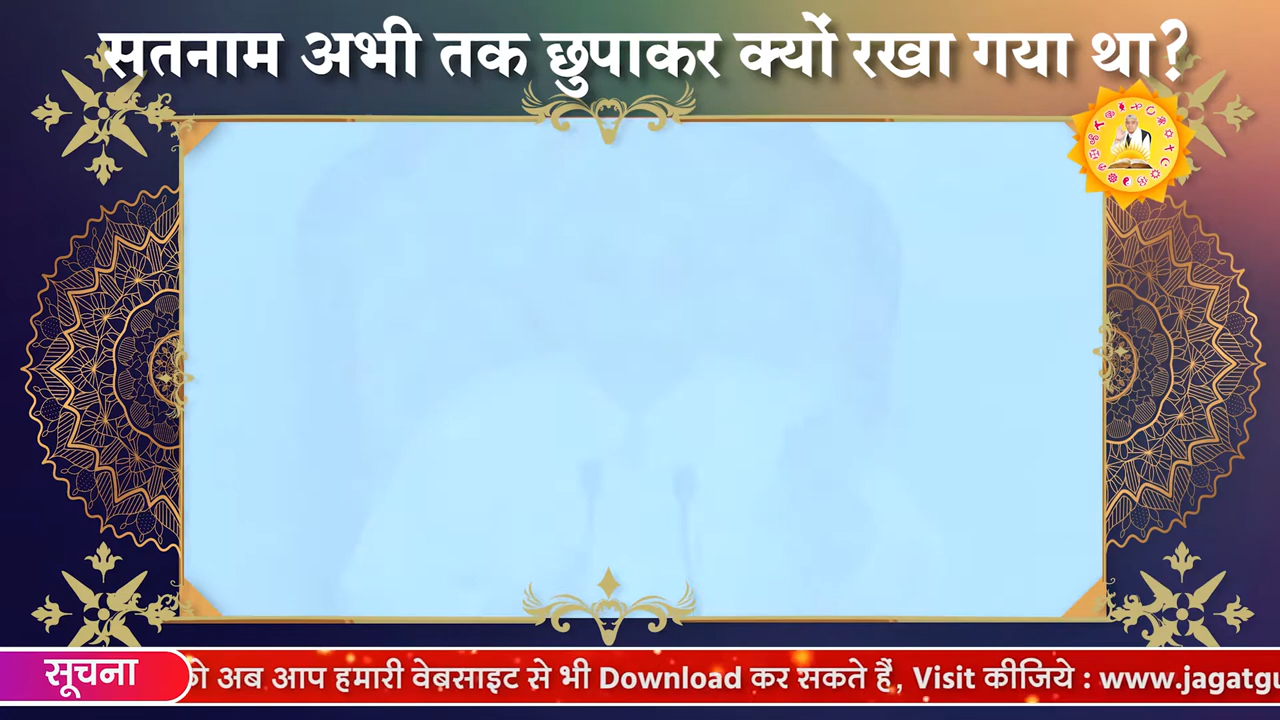 सतनाम अभी तक छुपाकर क्यों रखा गया था?
सूचना
को अब आप हमारी वेबसाइट से भी Download कर सकते हैं, Visit कीजिये : www.jagatgu